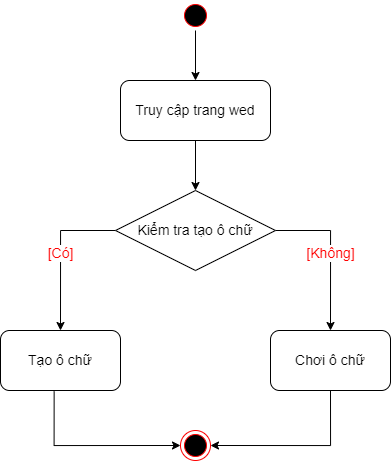 Truy cập trang wed
Kiểm tra tạo ô chữ
[Có]
[Không]
Tạo ô chữ
Chơi ô chữ